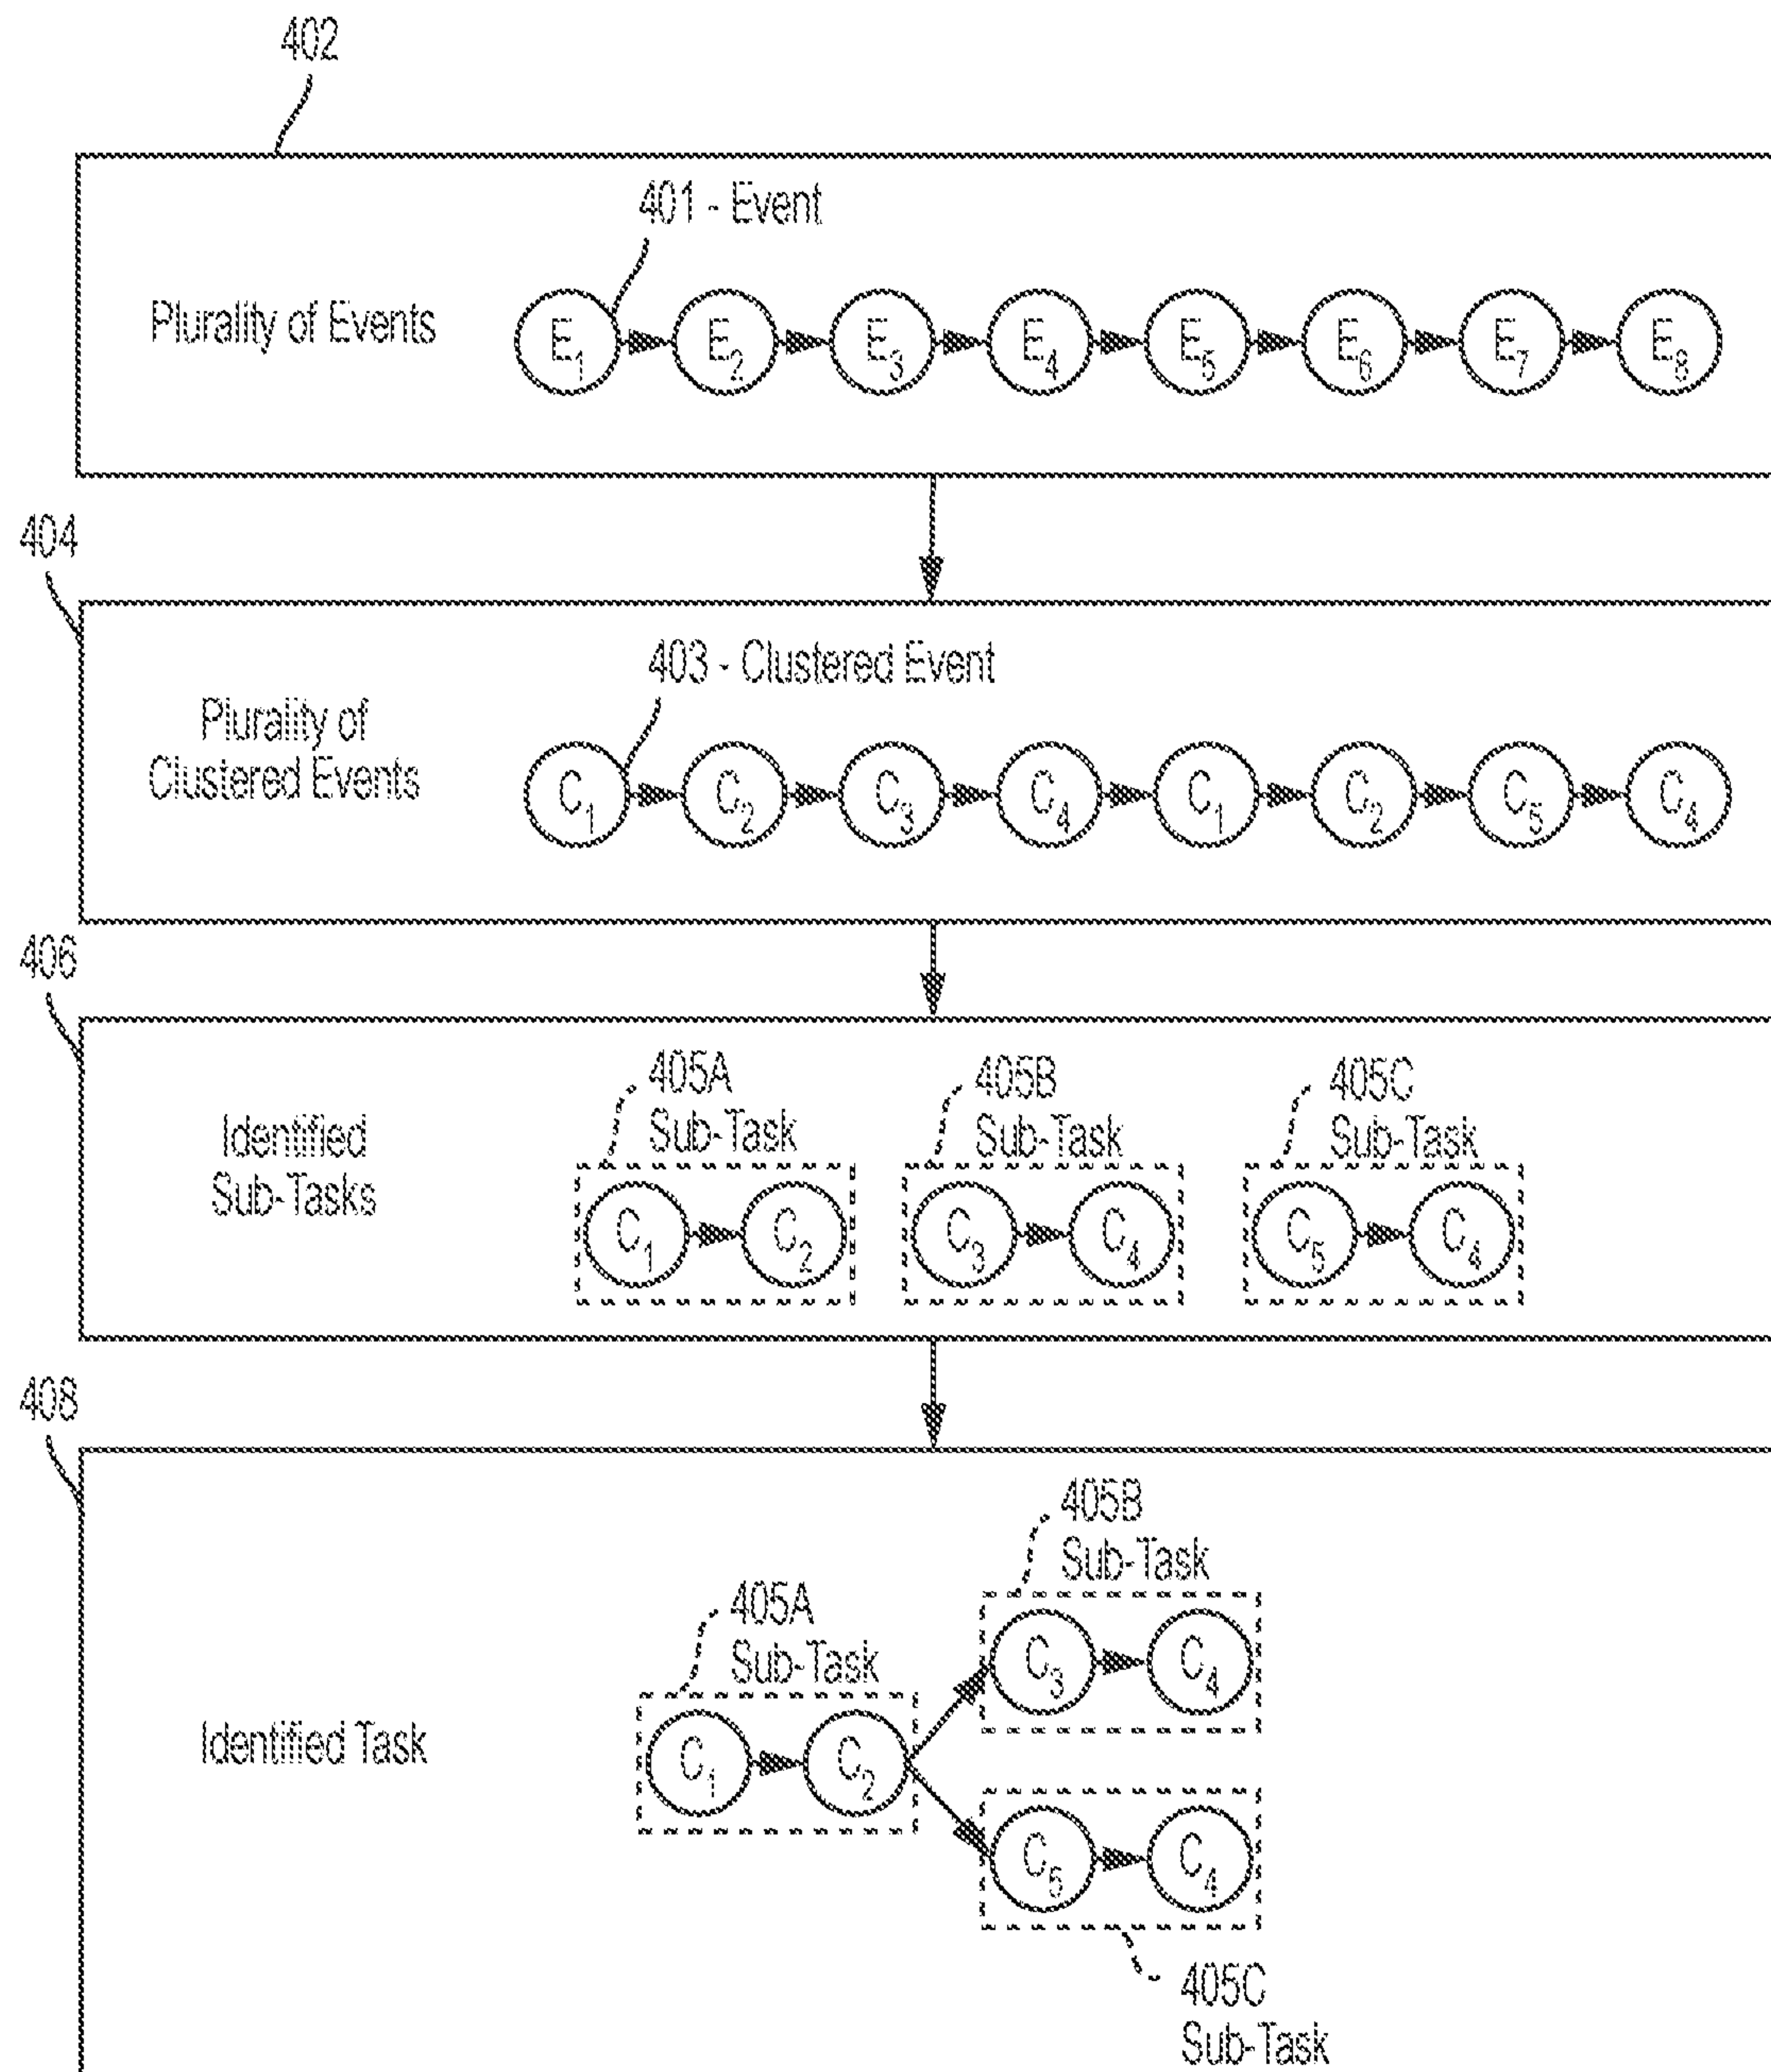 402
401 - Event
Plurality of Events
E1 E2 E3 E4 E5 E6 E7 E8
404
403 - Clustered Event
Plurality of
Clustered Events
C1 C2 C3 C4 C1 C2 C5 C4
406
405A
Sub-Task
405B
Sub-Task
405C
Sub-Task
Identified
Sub-Tasks
C1 C2 C3 C4 C5 C4
408
405B
Sub-Task
405A
Sub-Task
C3 C4
Identified Task
C1 C2
C5 C4
405C
Sub-Task